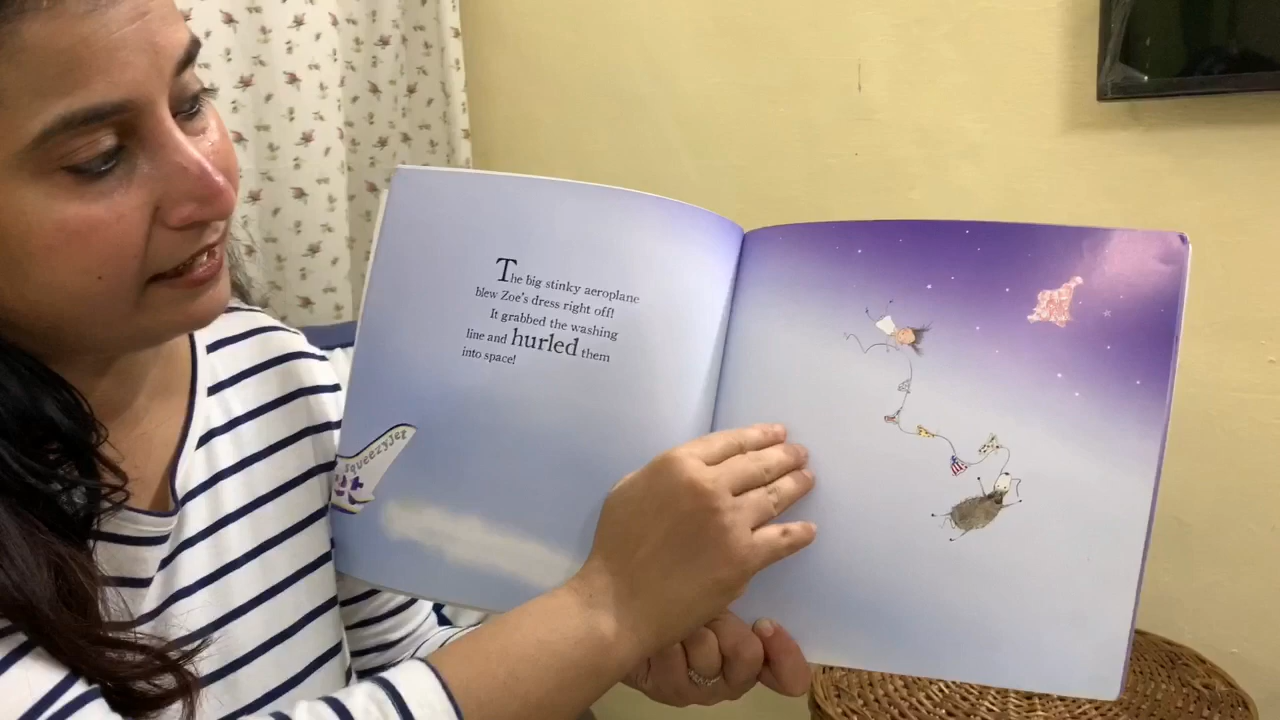 The big stinky aeroplane
blew Zoe's dress right off!
It grabbed the washing
line and hurled them
into space!
squeezyJet